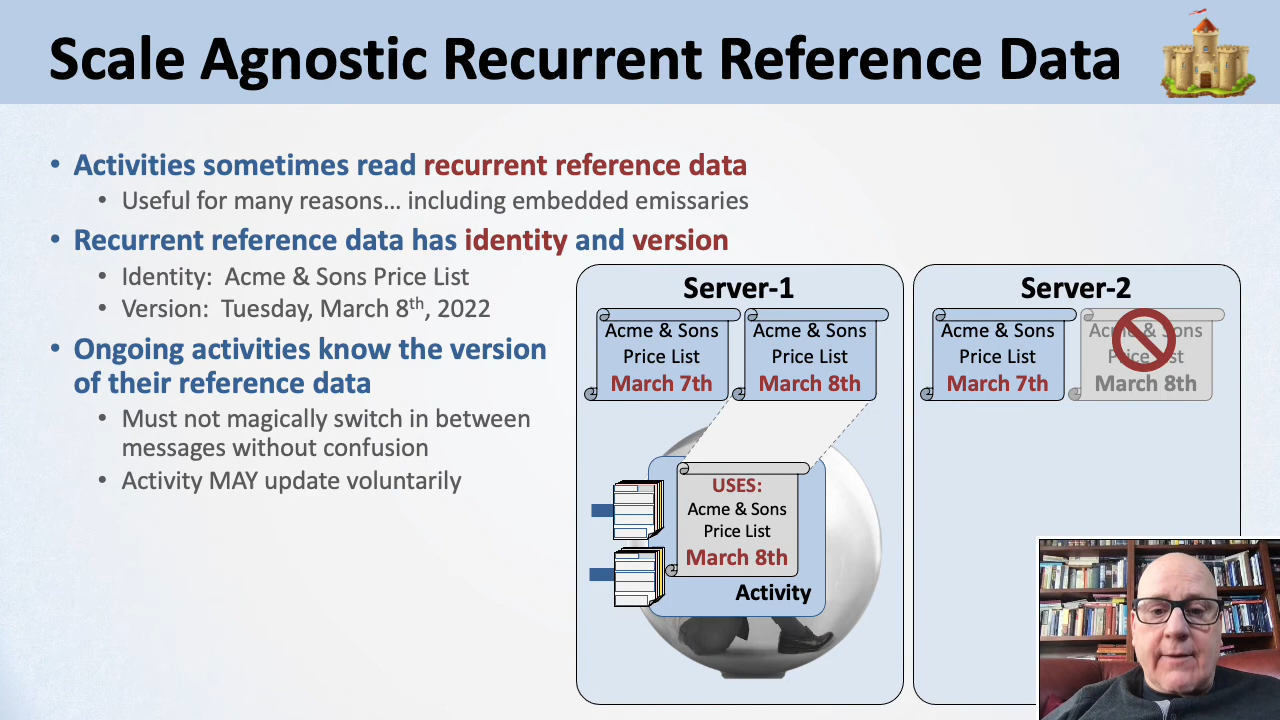 Scale Agnostic Recurrent Reference Data
• Activities sometimes read recurrent reference data
• Useful for many reasons... including embedded emissaries
• Recurrent reference data has identity and version
• Identity: Acme & Sons Price List
• Version: Tuesday, March 8th, 2022
• Ongoing activities know the version
of their reference data
• Must not magically switch in between
messages without confusion
• Activity MAY update voluntarily
Server-1
Acme & Sons
Price List
March 7th
Acme & Sons
Price List
March 8th
USES:
Acme & Sons
Price List
March 8th
Activity
Server-2
Acme & Sons
Price List
March 7th
Acme & Sons
Price List
March 8th